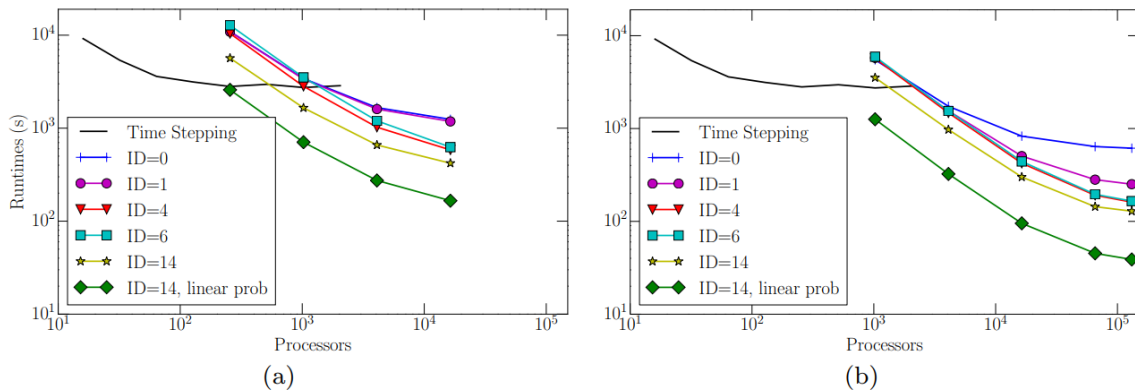 10^4
10^3
10^2
10^1
Runtimes (s)
Time Stepping
ID=0
ID=1
ID=4
ID=6
ID=14
ID=14, linear prob
10^1
10^2
10^3
10^4
10^5
Processors
(a)
10^4
10^3
10^2
10^1
Time Stepping
ID=0
ID=1
ID=4
ID=6
ID=14
ID=14, linear prob
10^1
10^2
10^3
10^4
10^5
Processors
(b)